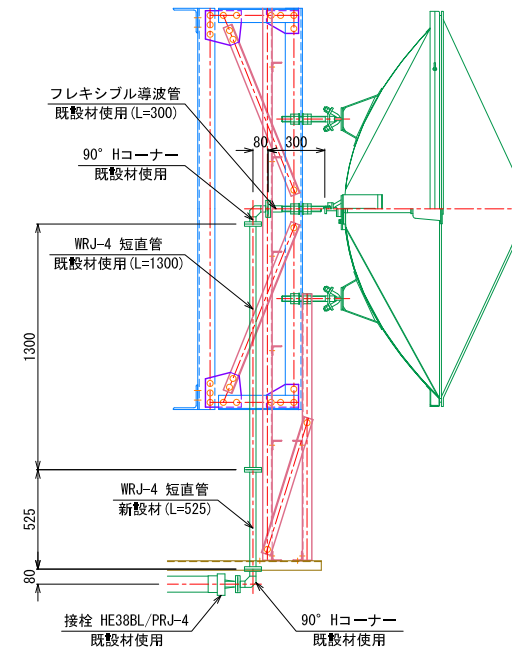 フレキシブル導波管
既設材使用(L=300)
80
300
90° Hコーナー
既設材使用
WRJ-4 短直管
既設材使用(L=1300)
1300
WRJ-4 短直管
新設材(L=525)
525
80
接栓 HE38BL/PRJ-4
既設材使用
90° Hコーナー
既設材使用